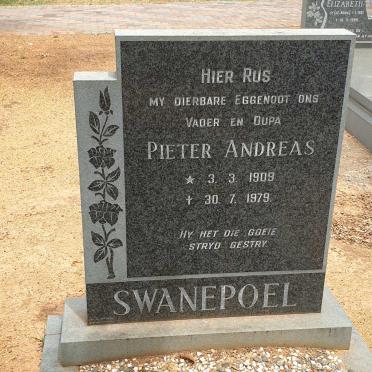 HIER RUS
MY DIERBARE EGGENOOT ONS
VADER EN OUPA
PIETER ANDREAS
★ 3. 3. 1909
✝ 30. 7. 1979
HY HET DIE GOEIE
STRYD GESTRY.
SWANEPOEL
ELIZABETH